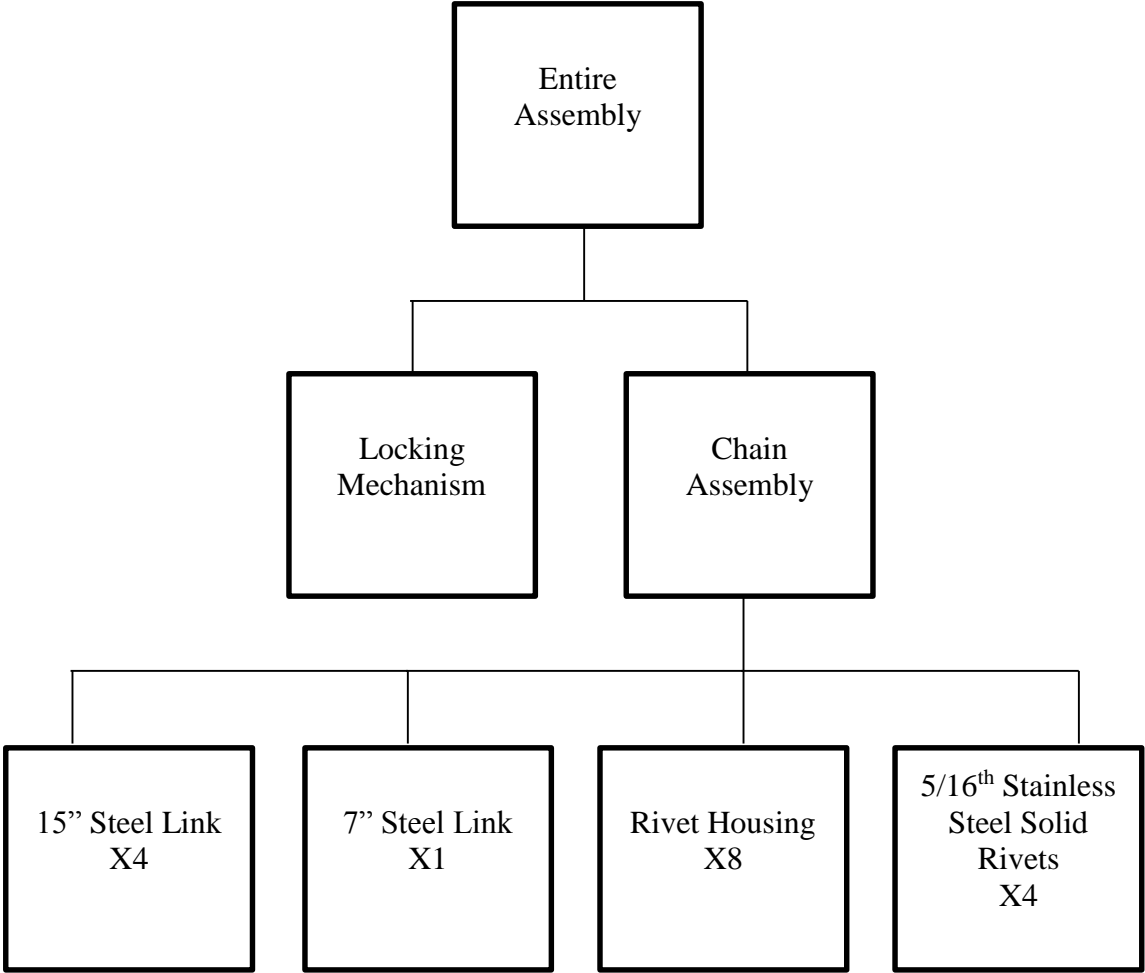 Entire
Assembly
Locking
Mechanism
Chain
Assembly
15” Steel Link
X4
7” Steel Link
X1
Rivet Housing
X8
5/16th Stainless
Steel Solid
Rivets
X4